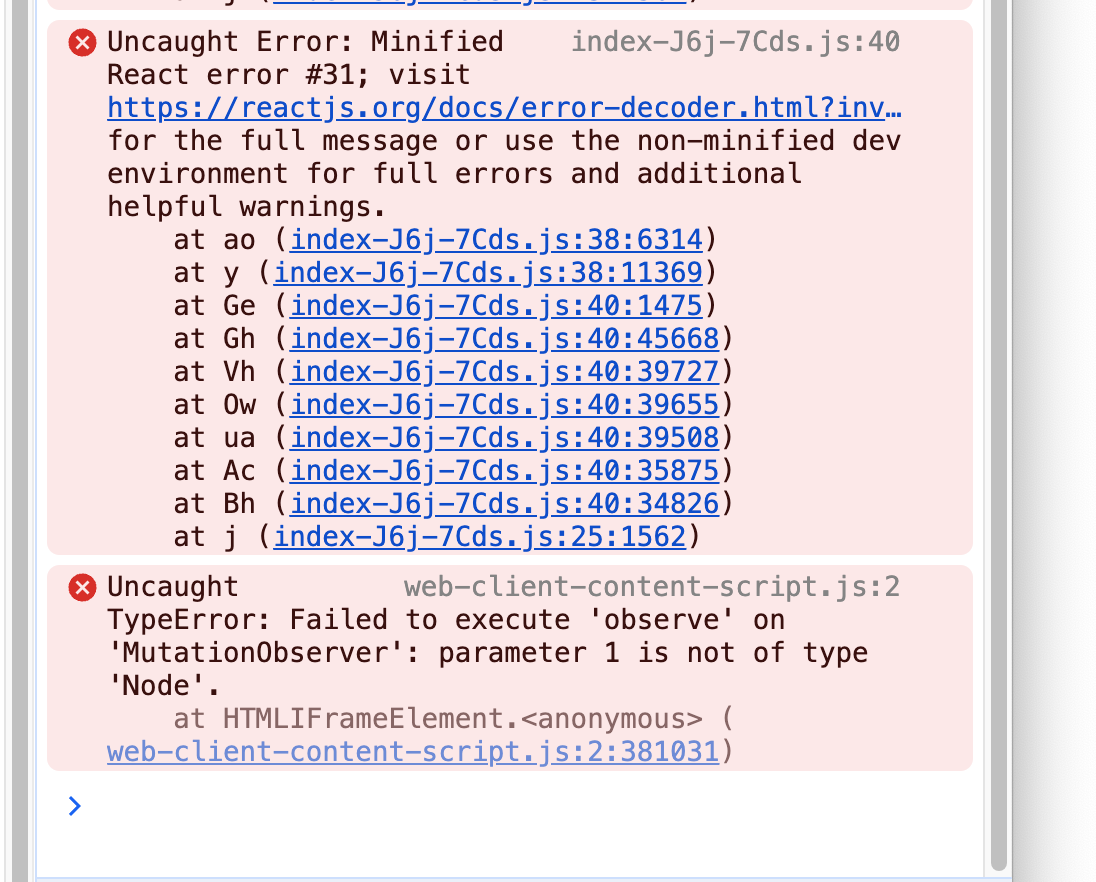 Uncaught Error: Minified index-J6j-7Cds.js:40
React error #31; visit
https://reactjs.org/docs/error-decoder.html?inv…
for the full message or use the non-minified dev
environment for full errors and additional
helpful warnings.
at ao (index-J6j-7Cds.js:38:6314)
at y (index-J6j-7Cds.js:38:11369)
at Ge (index-J6j-7Cds.js:40:1475)
at Gh (index-J6j-7Cds.js:40:45668)
at Vh (index-J6j-7Cds.js:40:39727)
at Ow (index-J6j-7Cds.js:40:39655)
at ua (index-J6j-7Cds.js:40:39508)
at Ac (index-J6j-7Cds.js:40:35875)
at Bh (index-J6j-7Cds.js:40:34826)
at j (index-J6j-7Cds.js:25:1562)
Uncaught web-client-content-script.js:2
TypeError: Failed to execute 'observe' on
'MutationObserver': parameter 1 is not of type
'Node'.
at HTMLIFrameElement.<anonymous> (
web-client-content-script.js:2:381031)